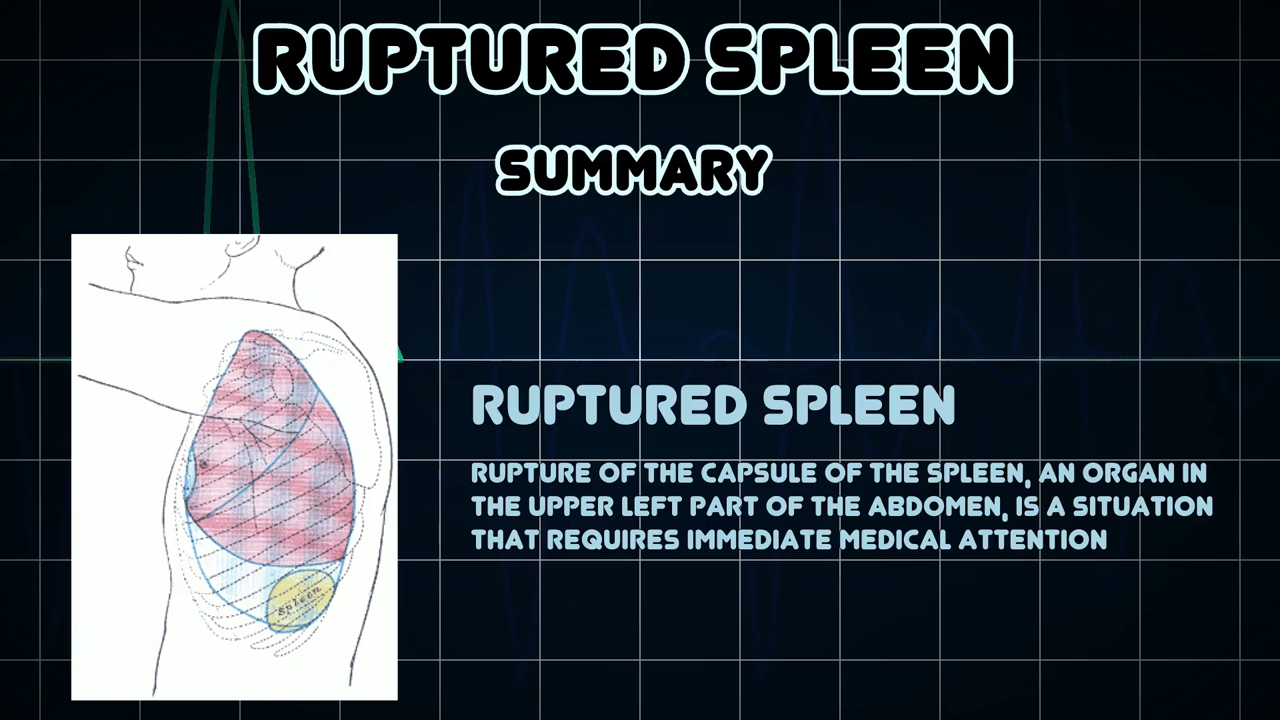 RUPTURED SPLEEN
SUMMARY
RUPTURED SPLEEN
RUPTURE OF THE CAPSULE OF THE SPLEEN, AN ORGAN IN
THE UPPER LEFT PART OF THE ABDOMEN, IS A SITUATION
THAT REQUIRES IMMEDIATE MEDICAL ATTENTION
Spleen